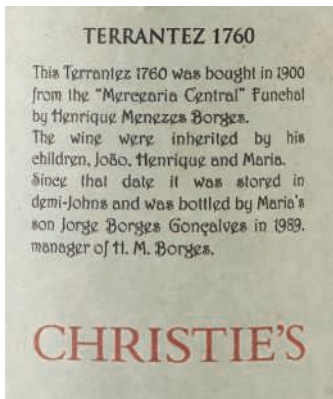 TERRANTEZ 1760
This Terrantez 1760 was bought in 1900
from the "Mercearia Central" Funchal
by Henrique Menezes Borges.
The wine were inherited by his
children, João, Henrique and Maria.
Since that date it was stored in
demi-Johns and was bottled by Maria's
son Jorge Borges Gonçalves in 1989.
manager of H. M. Borges.
CHRISTIE'S